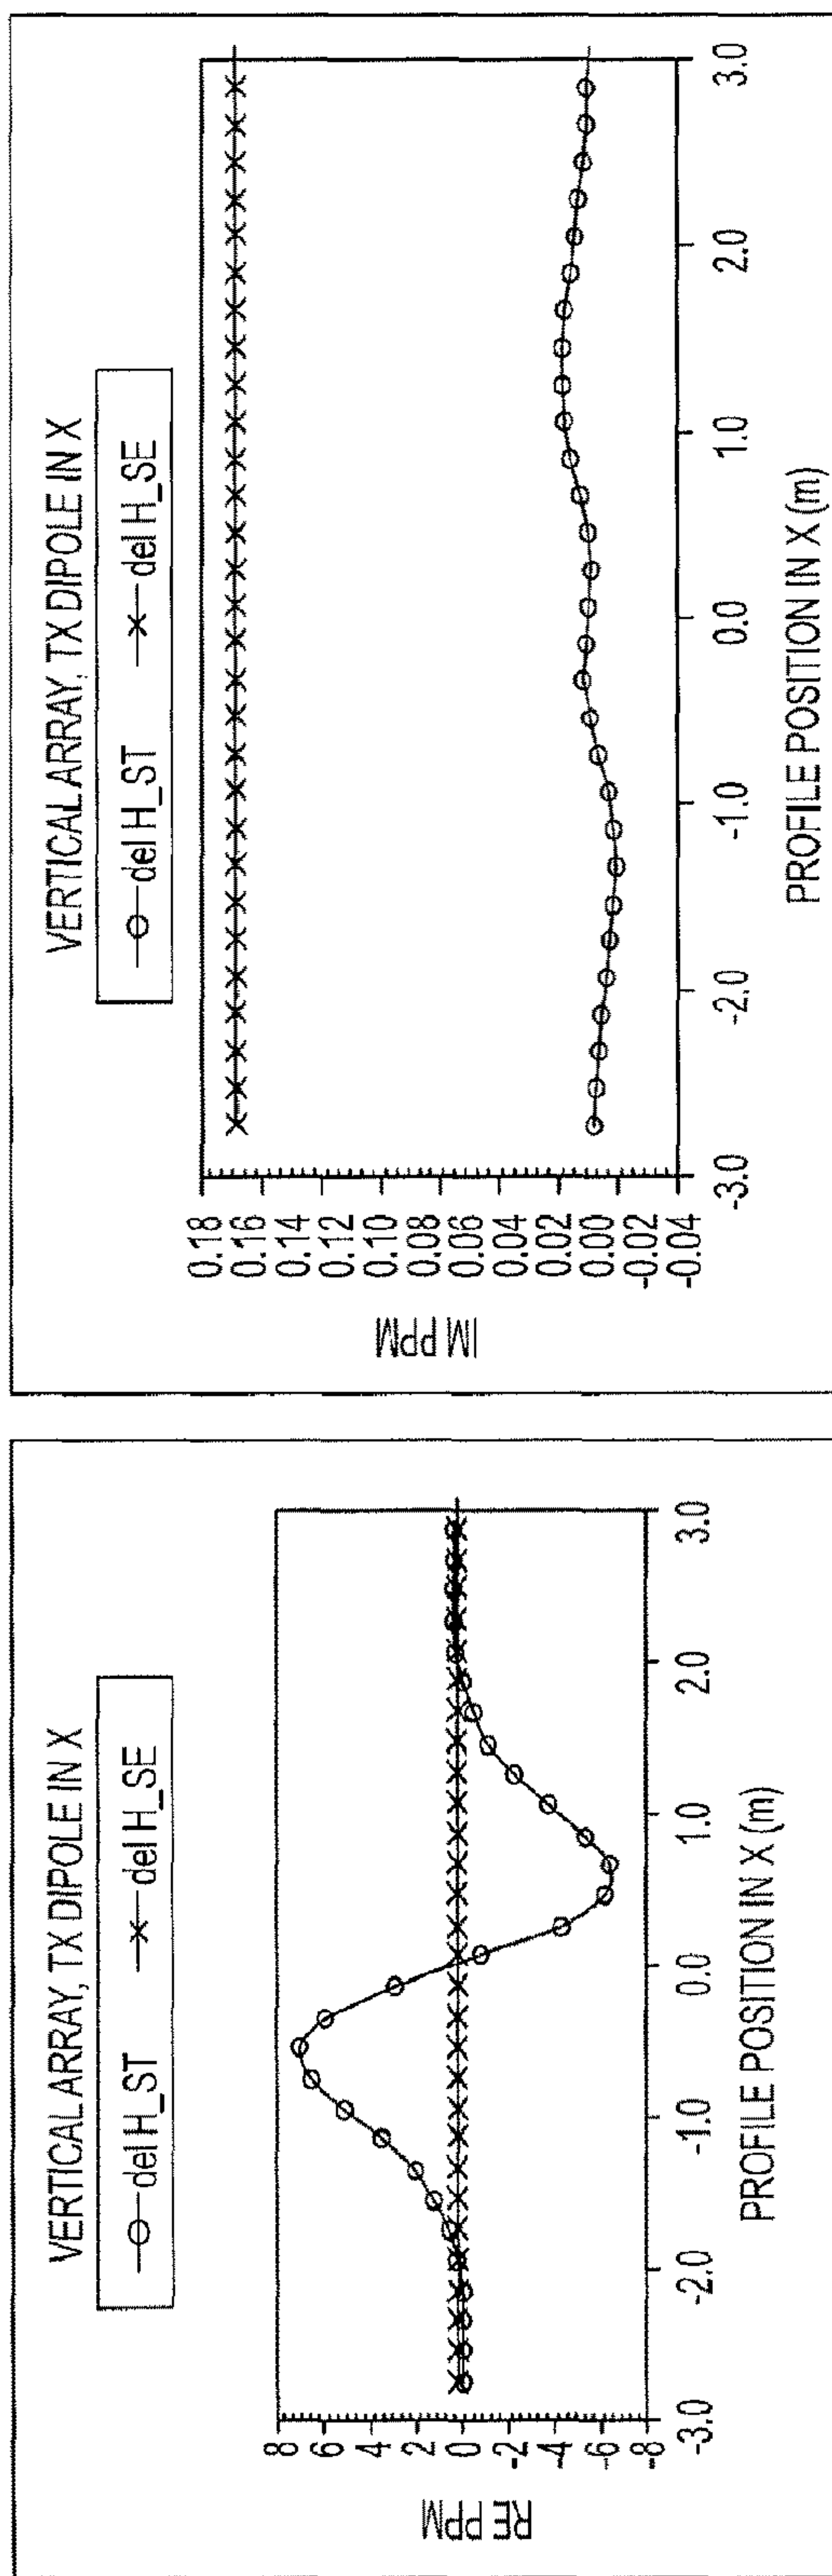 VERTICAL ARRAY, TX DIPOLE IN X
del H_ST del H_SE
RE PPM
8
6
4
2
0
-2
-4
-6
-8
-3.0 -2.0 -1.0 0.0 1.0 2.0 3.0
PROFILE POSITION IN X (m)
VERTICAL ARRAY, TX DIPOLE IN X
del H_ST del H_SE
IM PPM
0.18
0.16
0.14
0.12
0.10
0.08
0.06
0.04
0.02
0.00
-0.02
-0.04
-3.0 -2.0 -1.0 0.0 1.0 2.0 3.0
PROFILE POSITION IN X (m)